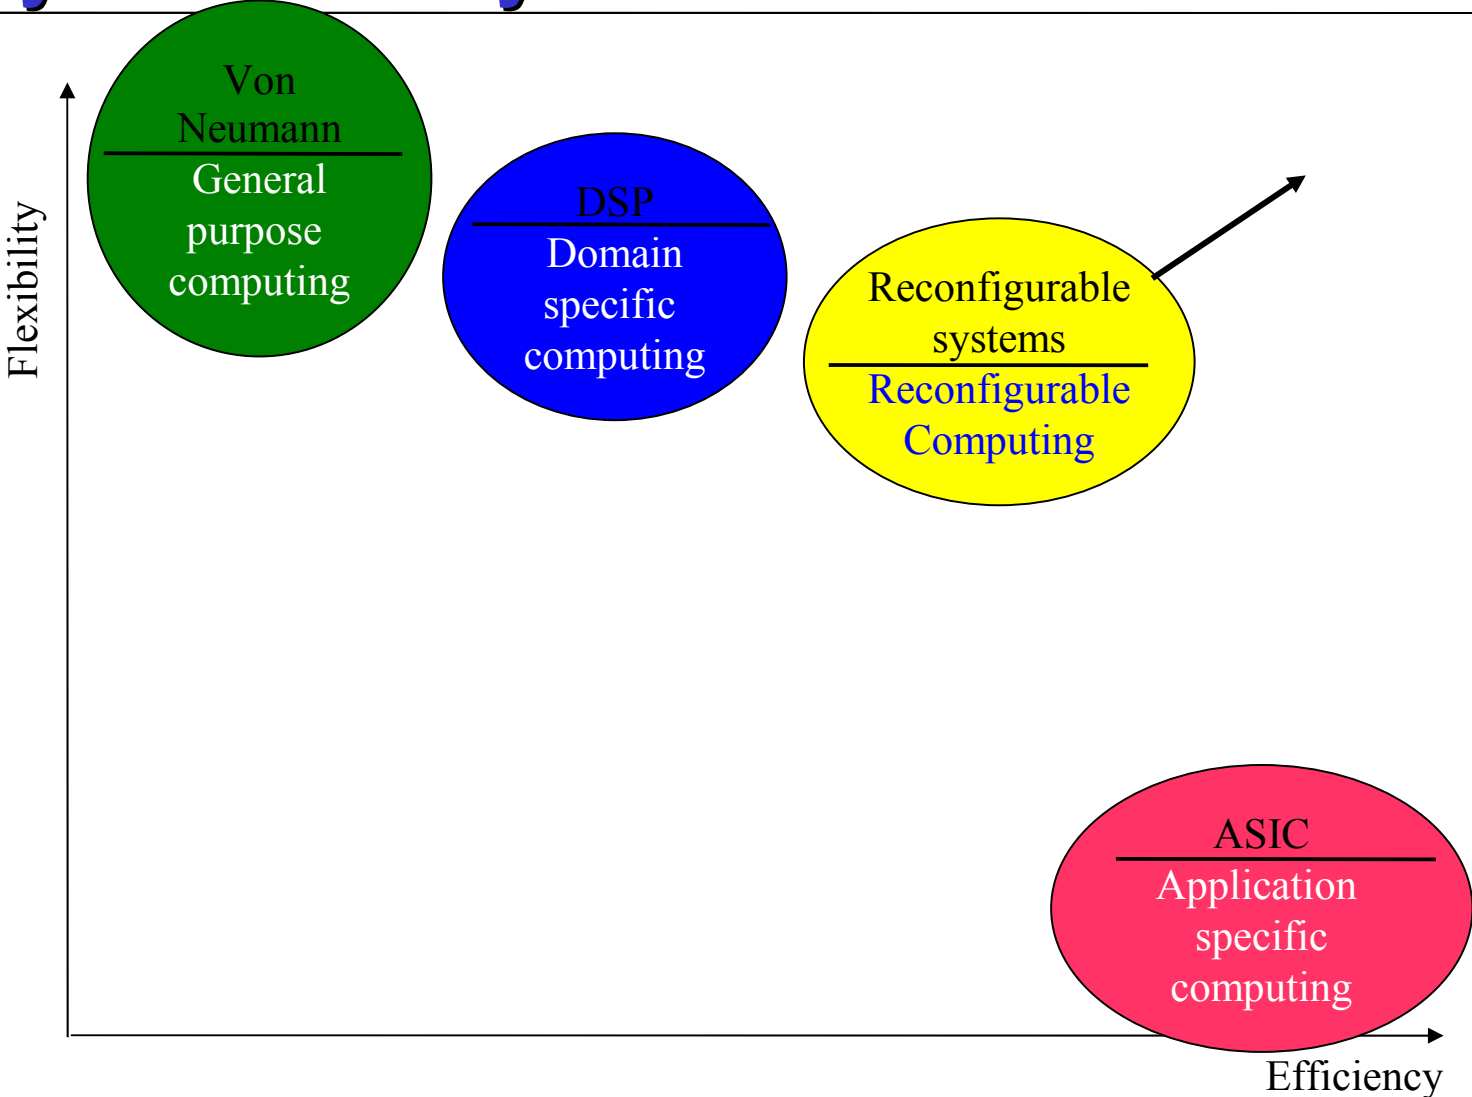 Von
Neumann
General
purpose
computing
DSP
Domain
specific
computing
Reconfigurable
systems
Reconfigurable
Computing
ASIC
Application
specific
computing
Flexibility
Efficiency